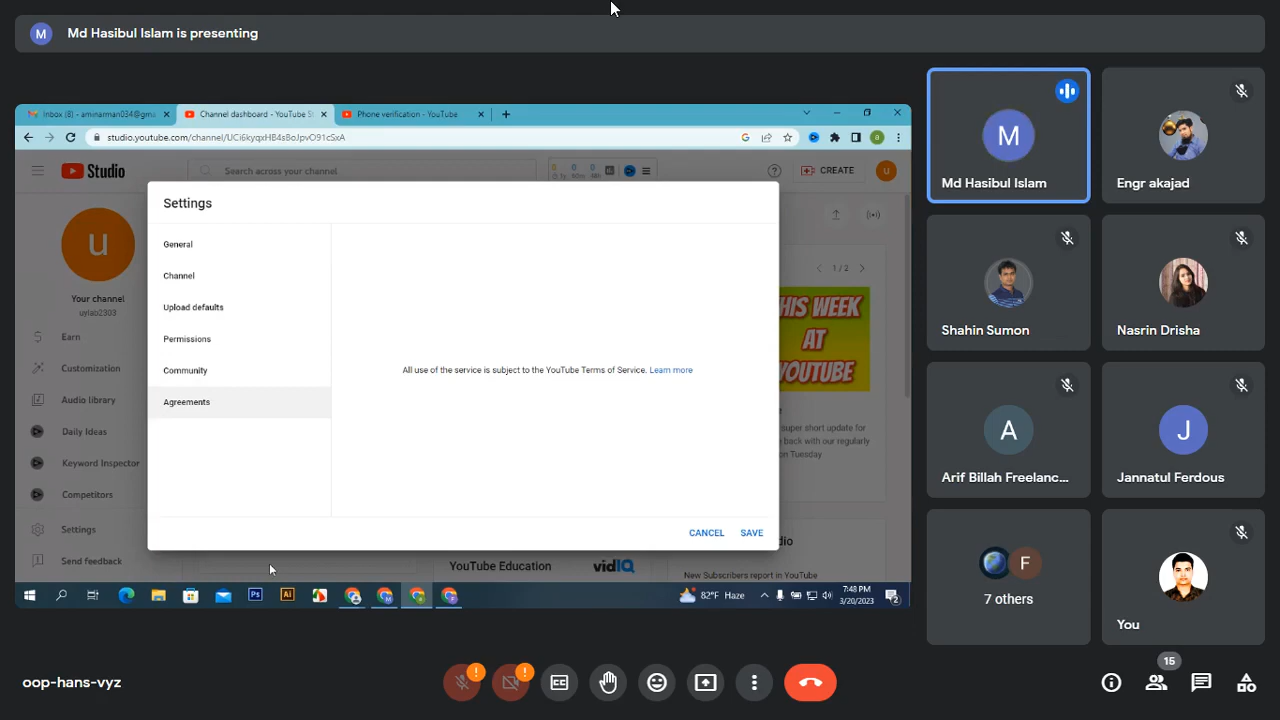 M
Md Hasibul Islam is presenting
Inbox (8) - aminarman034@gma
Channel dashboard - YouTube St
Phone verification - YouTube
studio.youtube.com/channel/UCi6kyqxHB4sBoJpvO91cSxA
Studio
Search across your channel
CREATE
u
u
Your channel
uylab2303
Earn
Customization
Audio library
Daily Ideas
Keyword Inspector
Competitors
Settings
Send feedback
Settings
General
Channel
Upload defaults
Permissions
Community
Agreements
All use of the service is subject to the YouTube Terms of Service. Learn more
CANCEL
SAVE
1 / 2
THIS WEEK
AT
YOUTUBE
super short update for
back with our regularly
on Tuesday
YouTube Education
vidIQ
New Subscribers report in YouTube
Ps
Ai
82°F Haze
7:48 PM
3/20/2023
2
M
Md Hasibul Islam
Engr akajad
Shahin Sumon
Nasrin Drisha
A
Arif Billah Freelanc...
J
Jannatul Ferdous
F
7 others
You
oop-hans-vyz
15